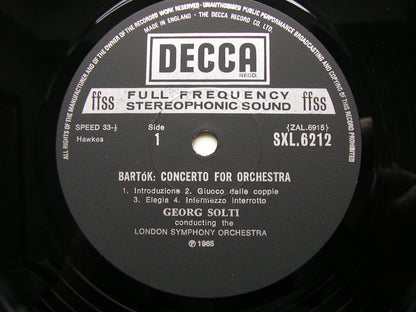 ALL RIGHTS OF THE MANUFACTURER AND OF THE OWNER OF THE RECORDED WORK RESERVED · UNAUTHORISED PUBLIC PERFORMANCE BROADCASTING AND COPYING OF THIS RECORD PROHIBITED
MADE IN ENGLAND · THE DECCA RECORD CO. LTD.
DECCA
REGD.
ffss FULL FREQUENCY ffss
STEREOPHONIC SOUND
SPEED 33-⅓ Side (ZAL.6915)
Hawkes 1 SXL.6212
BARTóK: CONCERTO FOR ORCHESTRA
1. Introduzione 2. Giuoco delle coppie
3. Elegia 4. Intermezzo interrotto
GEORG SOLTI
conducting the
LONDON SYMPHONY ORCHESTRA
℗ 1965